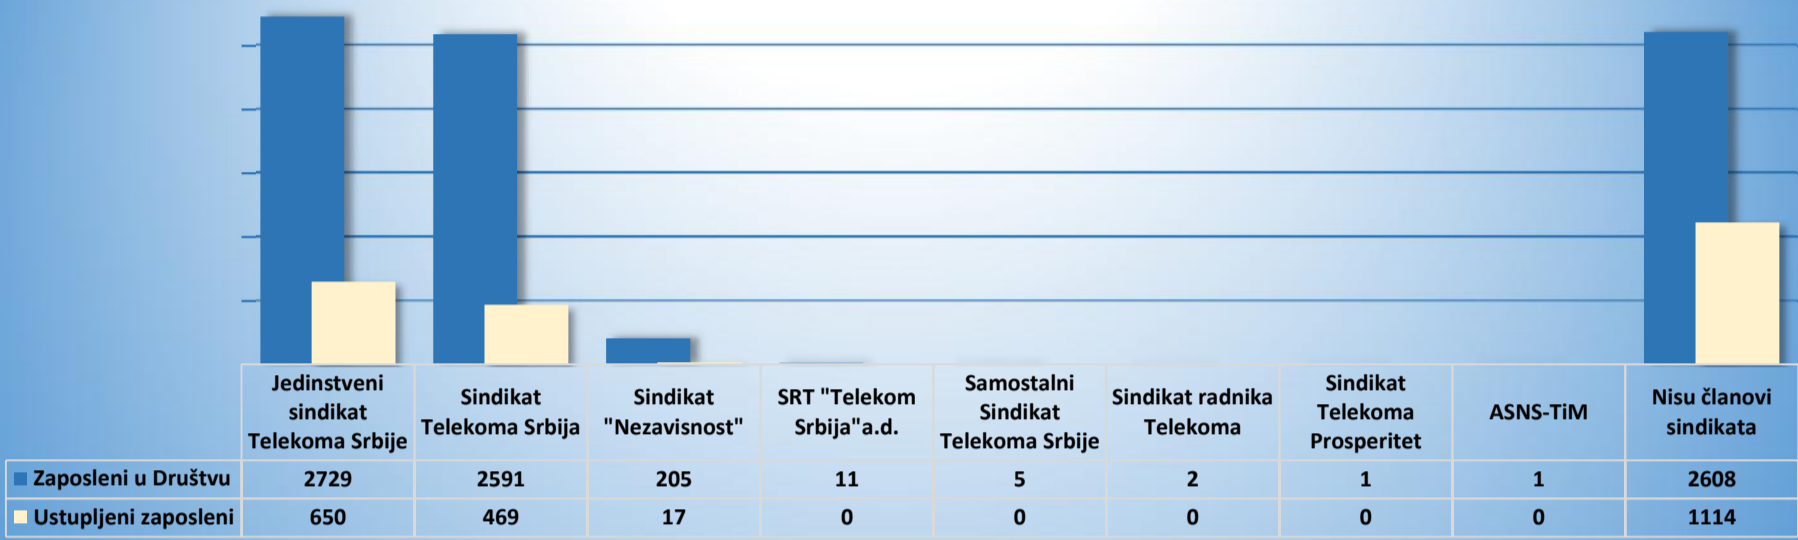 Jedinstveni
sindikat
Telekoma Srbije
Sindikat
Telekoma Srbija
Sindikat
"Nezavisnost"
SRT "Telekom
Srbija"a.d.
Samostalni
Sindikat
Telekoma Srbije
Sindikat radnika
Telekoma
Sindikat
Telekoma
Prosperitet
ASNS-TiM
Nisu članovi
sindikata
Zaposleni u Društvu 2729 2591 205 11 5 2 1 1 2608
Ustupljeni zaposleni 650 469 17 0 0 0 0 0 1114